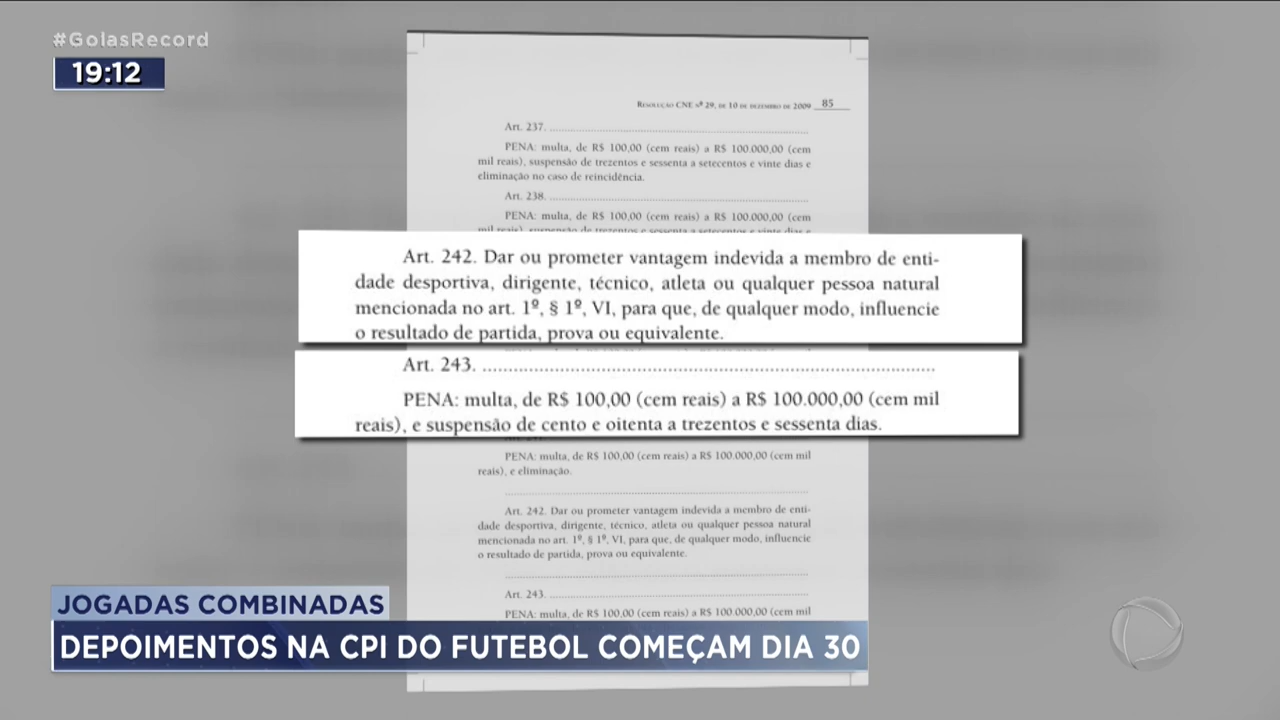 #GolasRecord
19:12
RESOLUÇÃO CNE Nº 29, DE 10 DE DEZEMBRO DE 2009 85
Art. 237. ........................................................................
PENA: multa, de R$ 100,00 (cem reais) a R$ 100.000,00 (cem
mil reais), suspensão de trezentos e sessenta a setecentos e vinte dias e
eliminação no caso de reincidência.
Art. 238. ........................................................................
PENA: multa, de R$ 100,00 (cem reais) a R$ 100.000,00 (cem
mil reais), suspensão de trezentos e sessenta a setecentos e vinte dias e
Art. 242. Dar ou prometer vantagem indevida a membro de enti-
dade desportiva, dirigente, técnico, atleta ou qualquer pessoa natural
mencionada no art. 1º, § 1º, VI, para que, de qualquer modo, influencie
o resultado de partida, prova ou equivalente.
Art. 243. ........................................................................
PENA: multa, de R$ 100,00 (cem reais) a R$ 100.000,00 (cem mil
reais), e suspensão de cento e oitenta a trezentos e sessenta dias.
PENA: multa, de R$ 100,00 (cem reais) a R$ 100.000,00 (cem mil
reais), e eliminação.
........................................................................
Art. 242. Dar ou prometer vantagem indevida a membro de enti-
dade desportiva, dirigente, técnico, atleta ou qualquer pessoa natural
mencionada no art. 1º, § 1º, VI, para que, de qualquer modo, influencie
o resultado de partida, prova ou equivalente.
........................................................................
Art. 243. ........................................................................
PENA: multa, de R$ 100,00 (cem reais) a R$ 100.000,00 (cem mil
JOGADAS COMBINADAS
DEPOIMENTOS NA CPI DO FUTEBOL COMEÇAM DIA 30